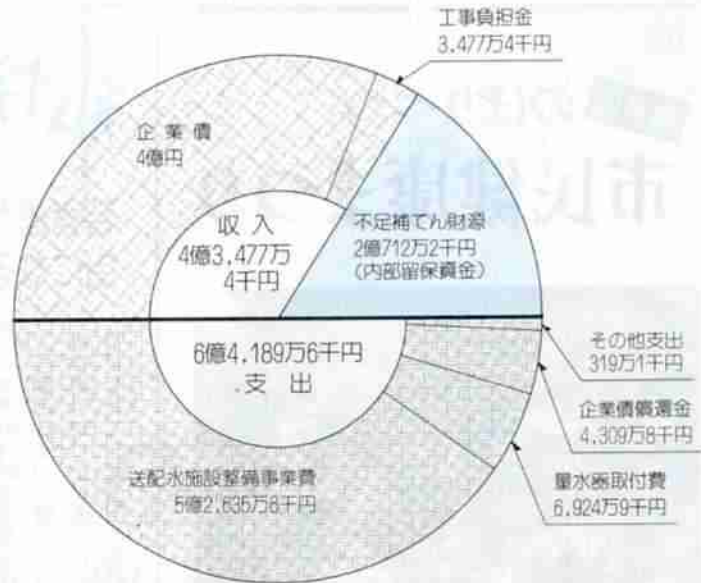 工事負担金
3.477万4千円
企業債
4億円
収入
4億3.477万
4千円
不足補てん財源
2億712万2千円
(内部留保資金)
6億4.189万6千円
支出
その他支出
319万1千円
企業債償還金
4.309万8千円
量水器取付費
6.924万9千円
送配水施設整備事業費
5億2.635万8千円